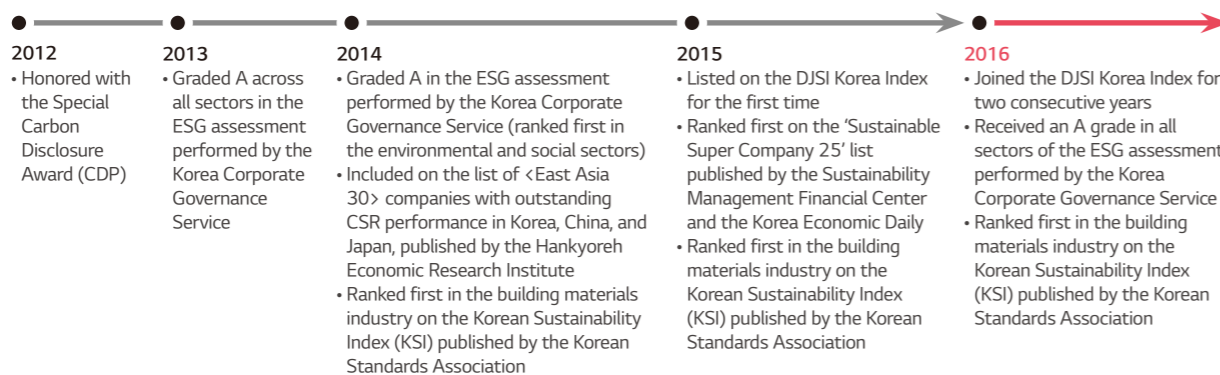 2012
• Honored with
the Special
Carbon
Disclosure
Award (CDP)
2013
• Graded A across
all sectors in the
ESG assessment
performed by the
Korea Corporate
Governance
Service
2014
• Graded A in the ESG assessment
performed by the Korea Corporate
Governance Service (ranked first in
the environmental and social sectors)
• Included on the list of <East Asia
30> companies with outstanding
CSR performance in Korea, China, and
Japan, published by the Hankyoreh
Economic Research Institute
• Ranked first in the building materials
industry on the Korean Sustainability
Index (KSI) published by the Korean
Standards Association
2015
• Listed on the DJSI Korea Index
for the first time
• Ranked first on the ‘Sustainable
Super Company 25’ list
published by the Sustainability
Management Financial Center
and the Korea Economic Daily
• Ranked first in the building
materials industry on the
Korean Sustainability Index
(KSI) published by the Korean
Standards Association
2016
• Joined the DJSI Korea Index for
two consecutive years
• Received an A grade in all
sectors of the ESG assessment
performed by the Korea
Corporate Governance Service
• Ranked first in the building
materials industry on the
Korean Sustainability Index
(KSI) published by the Korean
Standards Association